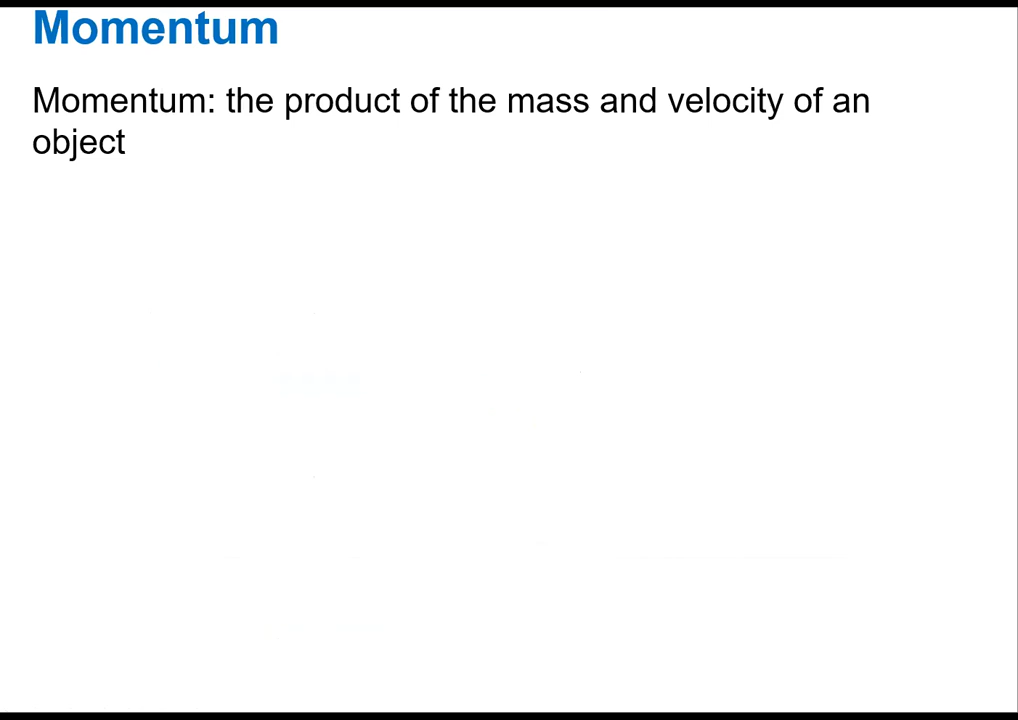 Momentum
Momentum: the product of the mass and velocity of an
object